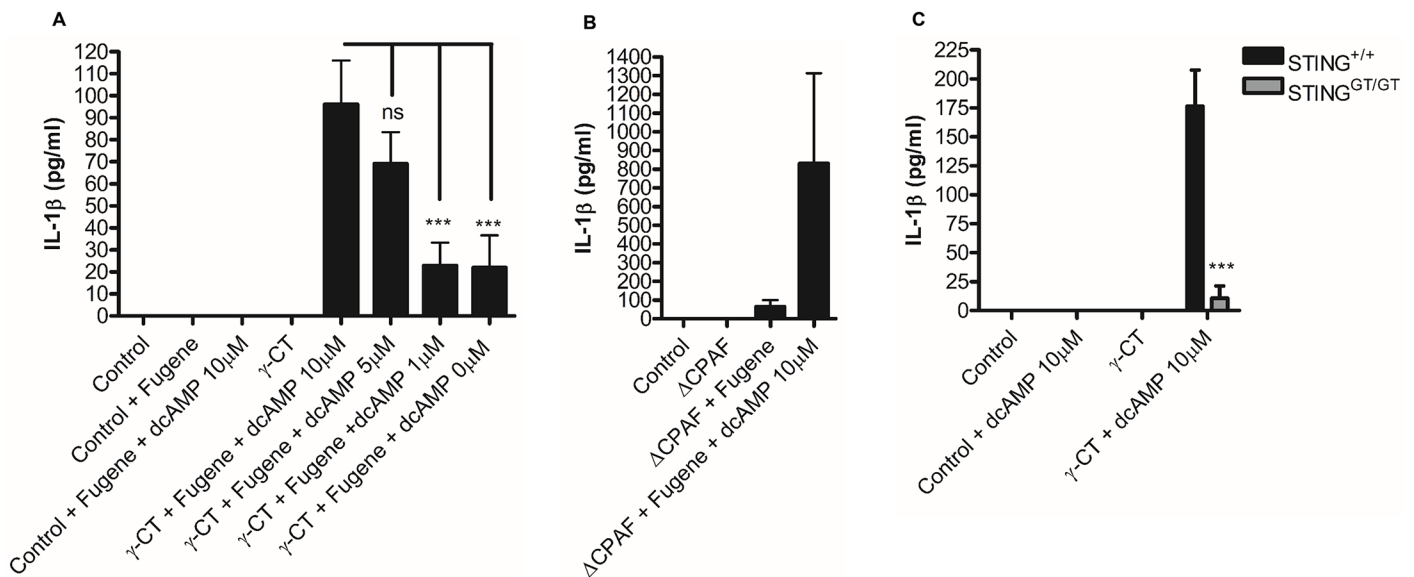 A
IL-1β (pg/ml)
120
110
100
90
80
70
60
50
40
30
20
10
0
ns
***
***
Control
Control + Fugene
Control + Fugene + dcAMP 10μM
γ-CT
γ-CT + Fugene + dcAMP 10μM
γ-CT + Fugene + dcAMP 5μM
γ-CT + Fugene +dcAMP 1μM
γ-CT + Fugene + dcAMP 0μM
B
IL-1β (pg/ml)
1400
1300
1200
1100
1000
900
800
700
600
500
400
300
200
100
0
Control
ΔCPAF
ΔCPAF + Fugene
ΔCPAF + Fugene + dcAMP 10μM
C
IL-1β (pg/ml)
225
200
175
150
125
100
75
50
25
0
***
Control
Control + dcAMP 10μM
γ-CT
γ-CT + dcAMP 10μM
STING+/+
STINGGT/GT